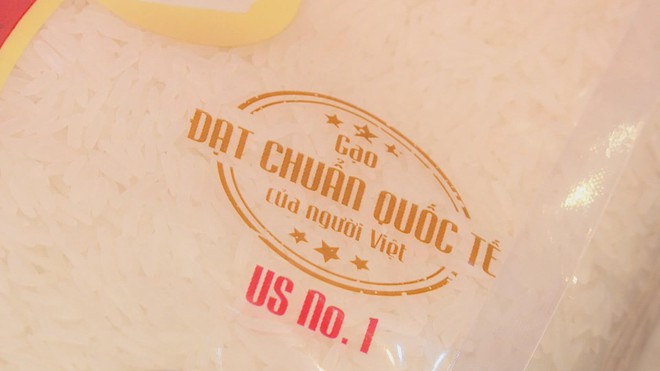 Gạo
ĐẠT CHUẨN QUỐC TẾ
Của người Việt
US No. 1